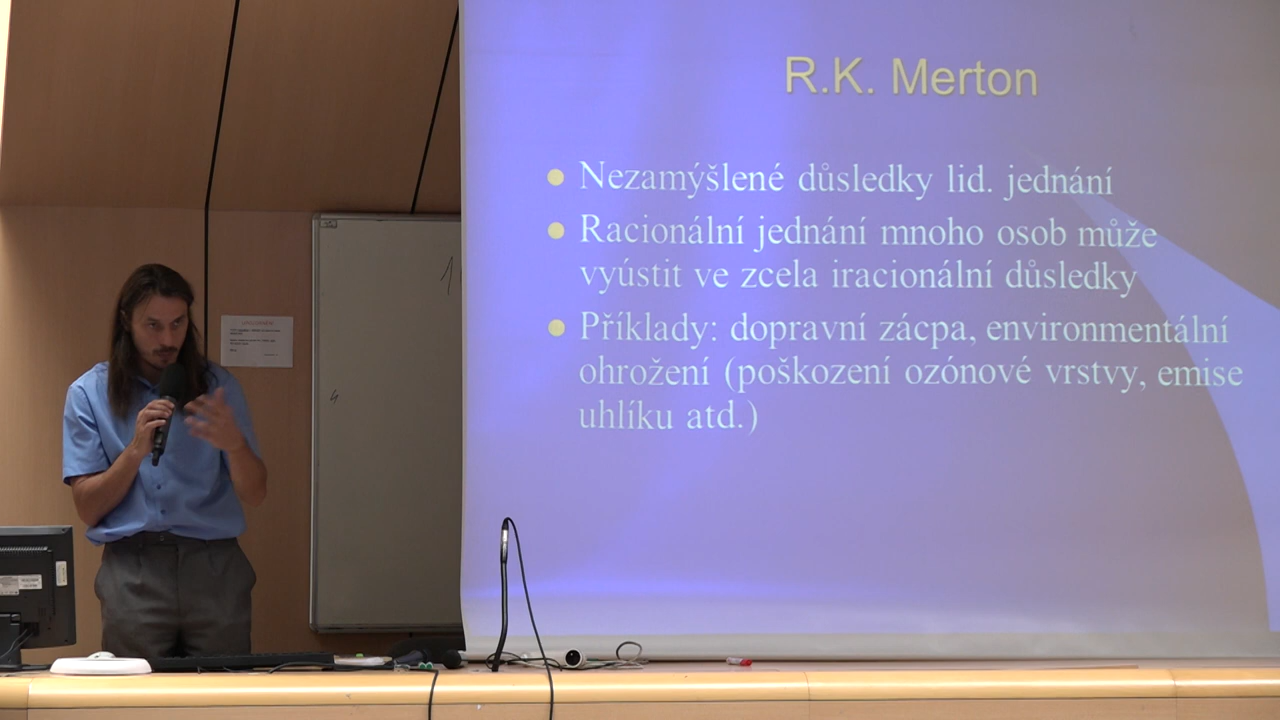 R.K. Merton
Nezamýšlené důsledky lid. jednání
Racionální jednání mnoho osob může
vyústit ve zcela iracionální důsledky
Příklady: dopravní zácpa, environmentální
ohrožení (poškození ozónové vrstvy, emise
uhlíku atd.)